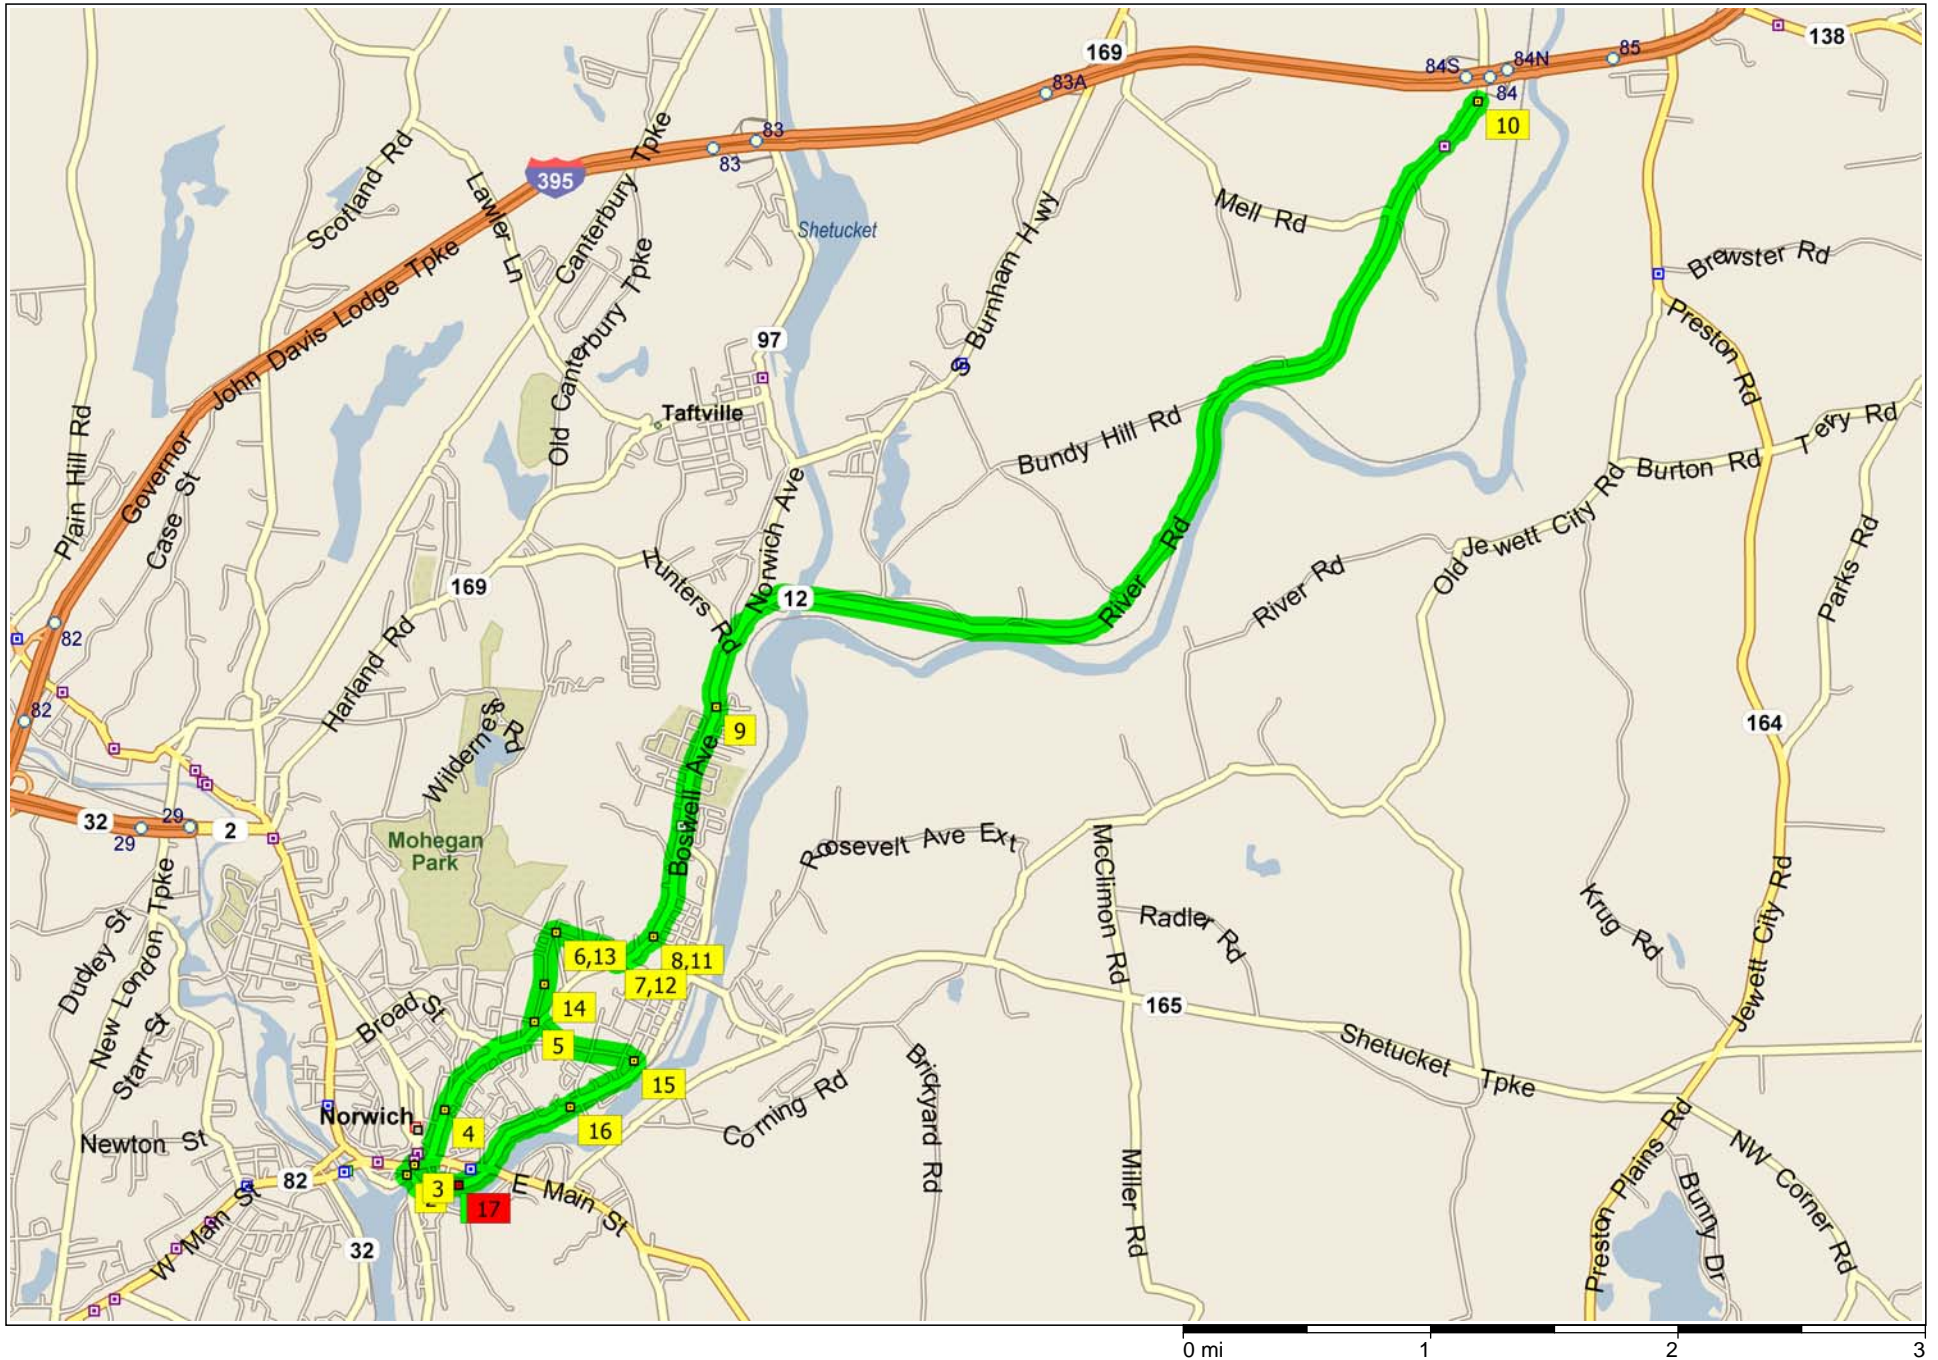 169
138
85
84S
84N
84
83A
10
83
83
395
Canterbury Tpke
Scotland Rd
Lawler Ln
Canterbury
Shetucket
Mell Rd
Brewster Rd
Old Canterbury Tpke
S Burnham Hwy
Governor John Davis Lodge Tpke
97
Preston Rd
Taftville
Plain Hill Rd
Case St
Bundy Hill Rd
Terry Rd
Burton Rd
Norwich Ave
Old Jewett City Rd
River Rd
River Rd
Parks Rd
Hunters Rd
169
12
82
Harland Rd
82
9
164
Wilderness Rd
Boswell Ave
32
29
29
2
Mohegan
Park
Roosevelt Ave Ext
McClimon Rd
Radler Rd
Krug Rd
Jewett City Rd
Dudley St
New London Tpke
6,13
8,11
7,12
Starr St
Broad St
14
165
5
Shetucket Tpke
15
Corning Rd
Brickyard Rd
Norwich
4
16
Newton St
NW Corner Rd
Preston Plains Rd
Bunny Dr
Miller Rd
82
3
17
E Main St
W Main St
32
0 mi 1 2 3